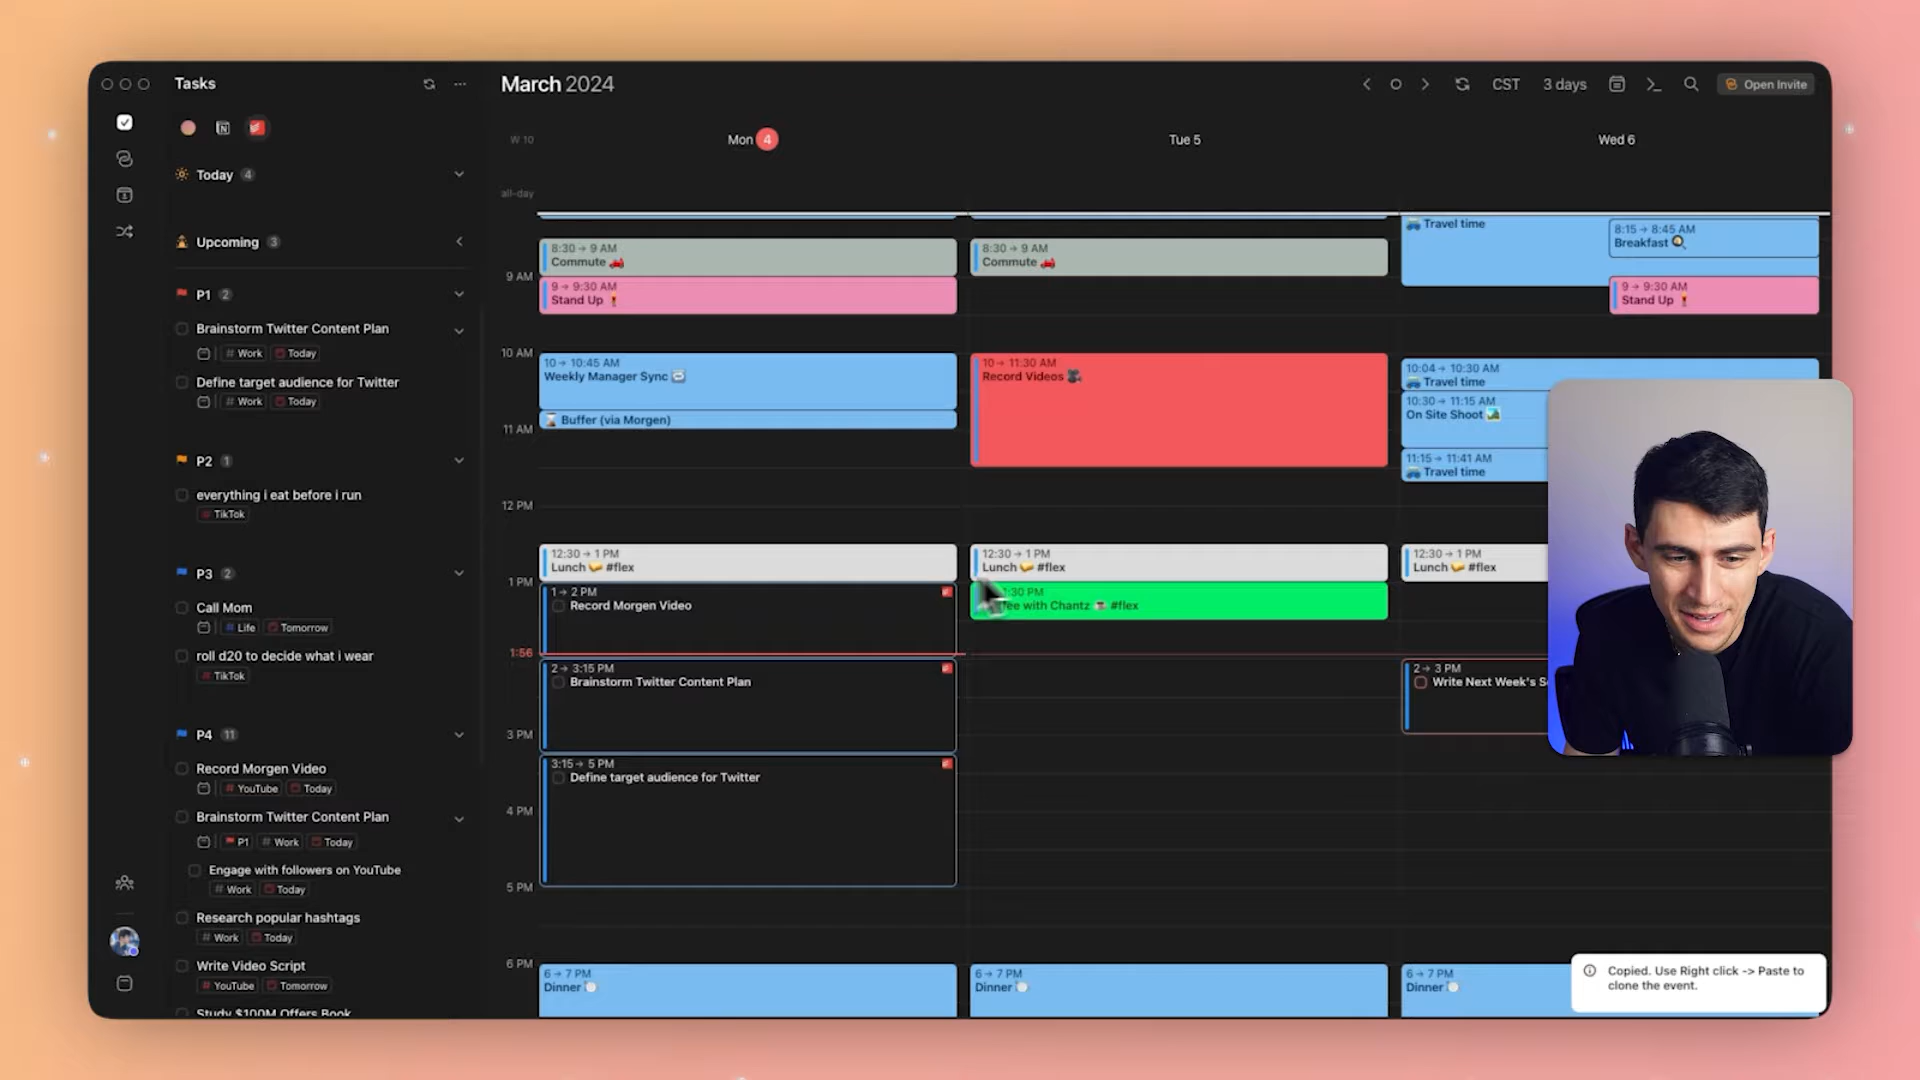 Tasks
Today 4
Upcoming 3
P1 2
Brainstorm Twitter Content Plan
# Work Today
Define target audience for Twitter
# Work Today
P2 1
everything i eat before i run
# TikTok
P3 2
Call Mom
# Life Tomorrow
roll d20 to decide what i wear
# TikTok
P4 11
Record Morgen Video
# YouTube Today
Brainstorm Twitter Content Plan
P1 # Work Today
Engage with followers on YouTube
# Work Today
Research popular hashtags
# Work Today
Write Video Script
# YouTube Tomorrow
Study $100M Offers Book
March 2024
CST
3 days
Open Invite
W 10
Mon 4
Tue 5
Wed 6
all-day
9 AM
10 AM
11 AM
12 PM
1 PM
1:56
3 PM
4 PM
5 PM
6 PM
8:30 → 9 AM
Commute
9 → 9:30 AM
Stand Up
10 → 10:45 AM
Weekly Manager Sync
Buffer (via Morgen)
12:30 → 1 PM
Lunch #flex
1 → 2 PM
Record Morgen Video
2 → 3:15 PM
Brainstorm Twitter Content Plan
3:15 → 5 PM
Define target audience for Twitter
6 → 7 PM
Dinner
8:30 → 9 AM
Commute
10 → 11:30 AM
Record Videos
12:30 → 1 PM
Lunch #flex
1:30 PM
with Chantz #flex
6 → 7 PM
Dinner
Travel time
8:15 → 8:45 AM
Breakfast
9 → 9:30 AM
Stand Up
10:04 → 10:30 AM
Travel time
10:30 → 11:15 AM
On Site Shoot
11:15 → 11:41 AM
Travel time
12:30 → 1 PM
Lunch #flex
2 → 3 PM
Write Next Week's
6 → 7 PM
Dinner
Copied. Use Right click -> Paste to
clone the event.